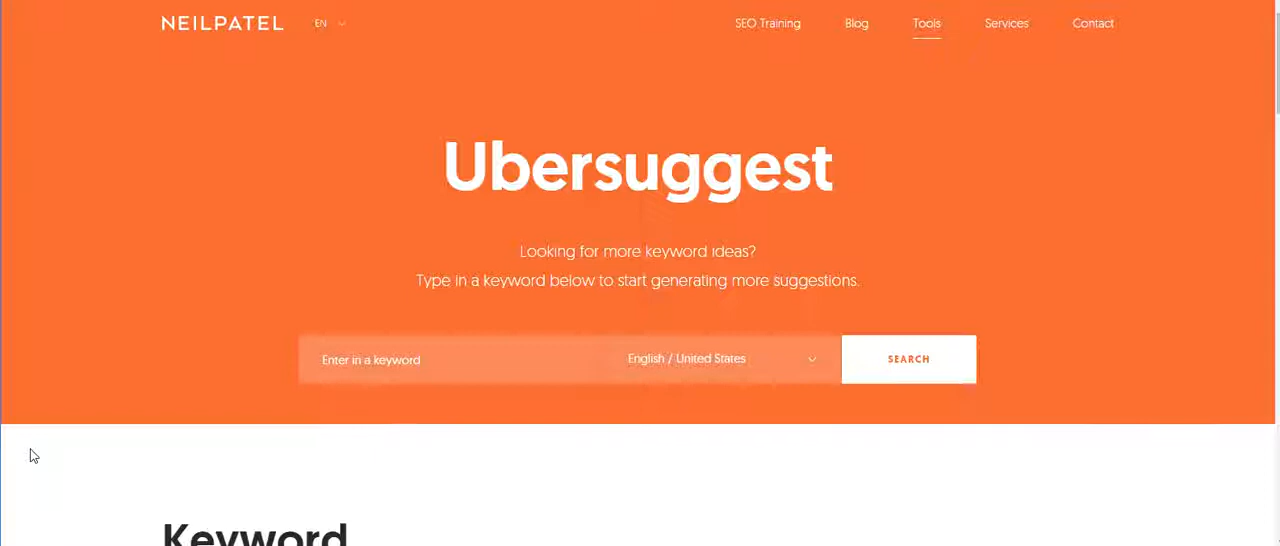 NEILPATEL EN SEO Training Blog Tools Services Contact
Ubersuggest
Looking for more keyword ideas?
Type in a keyword below to start generating more suggestions.
Enter in a keyword English / United States SEARCH
Keyword